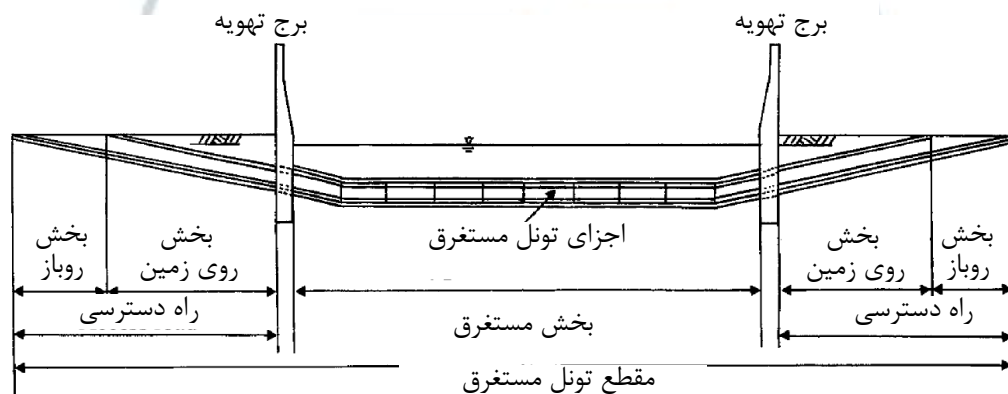 برج تهویه
برج تهویه
اجزای تونل مستغرق
بخش
روباز
بخش
روی زمین
بخش
روی زمین
بخش
روباز
راه دسترسی
بخش مستغرق
راه دسترسی
مقطع تونل مستغرق